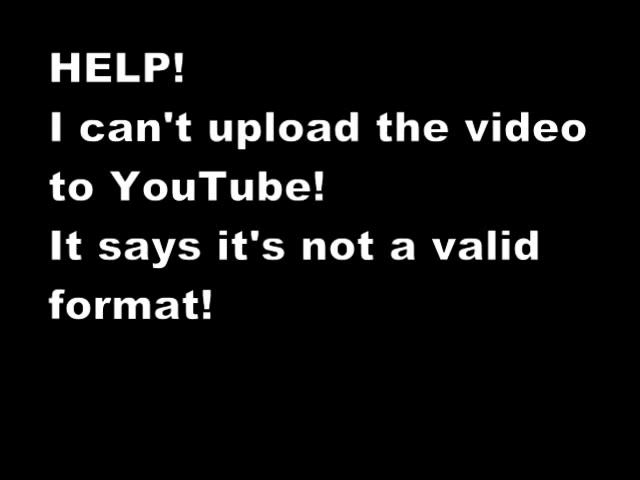 HELP!
I can't upload the video
to YouTube!
It says it's not a valid
format!